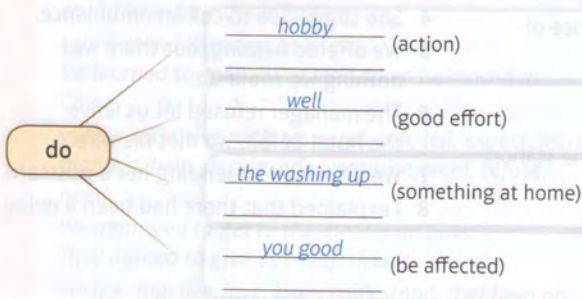 hobby
(action)
well
(good effort)
do
the washing up (something at home)
you good
(be affected)